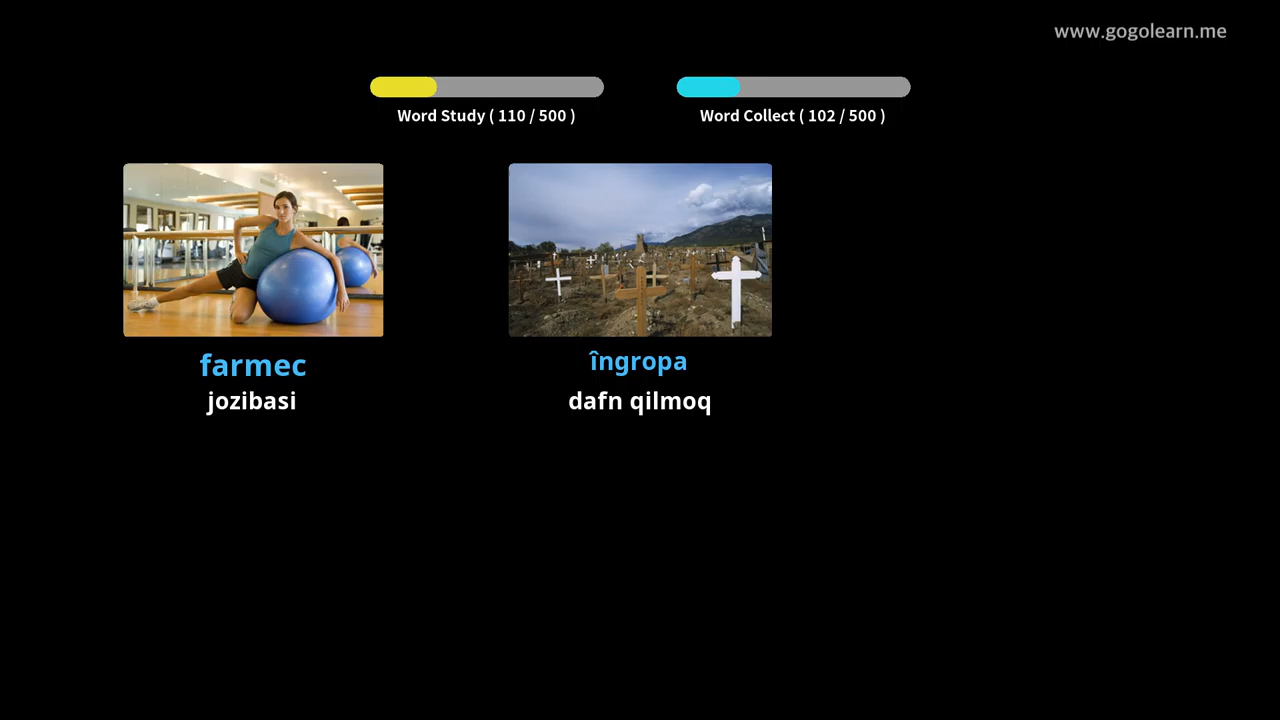 www.gogolearn.me
Word Study ( 110 / 500 )
Word Collect ( 102 / 500 )
farmec
jozibasi
îngropa
dafn qilmoq